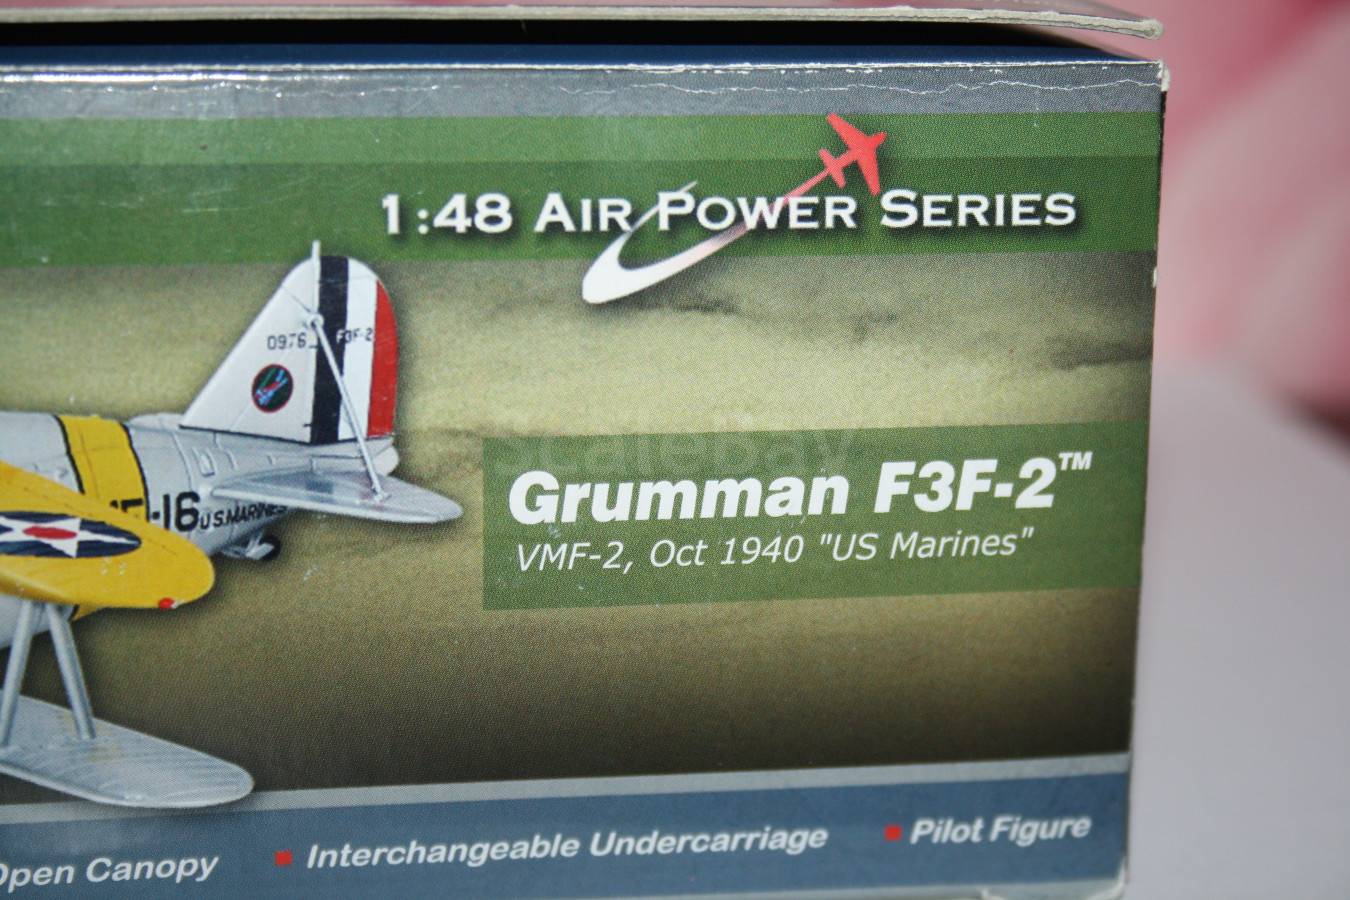 1:48 AIR POWER SERIES
0976 F3F-2
-16 U.S. MARINES
scaleBay
Grumman F3F-2™
VMF-2, Oct 1940 "US Marines"
Open Canopy ▪ Interchangeable Undercarriage ▪ Pilot Figure